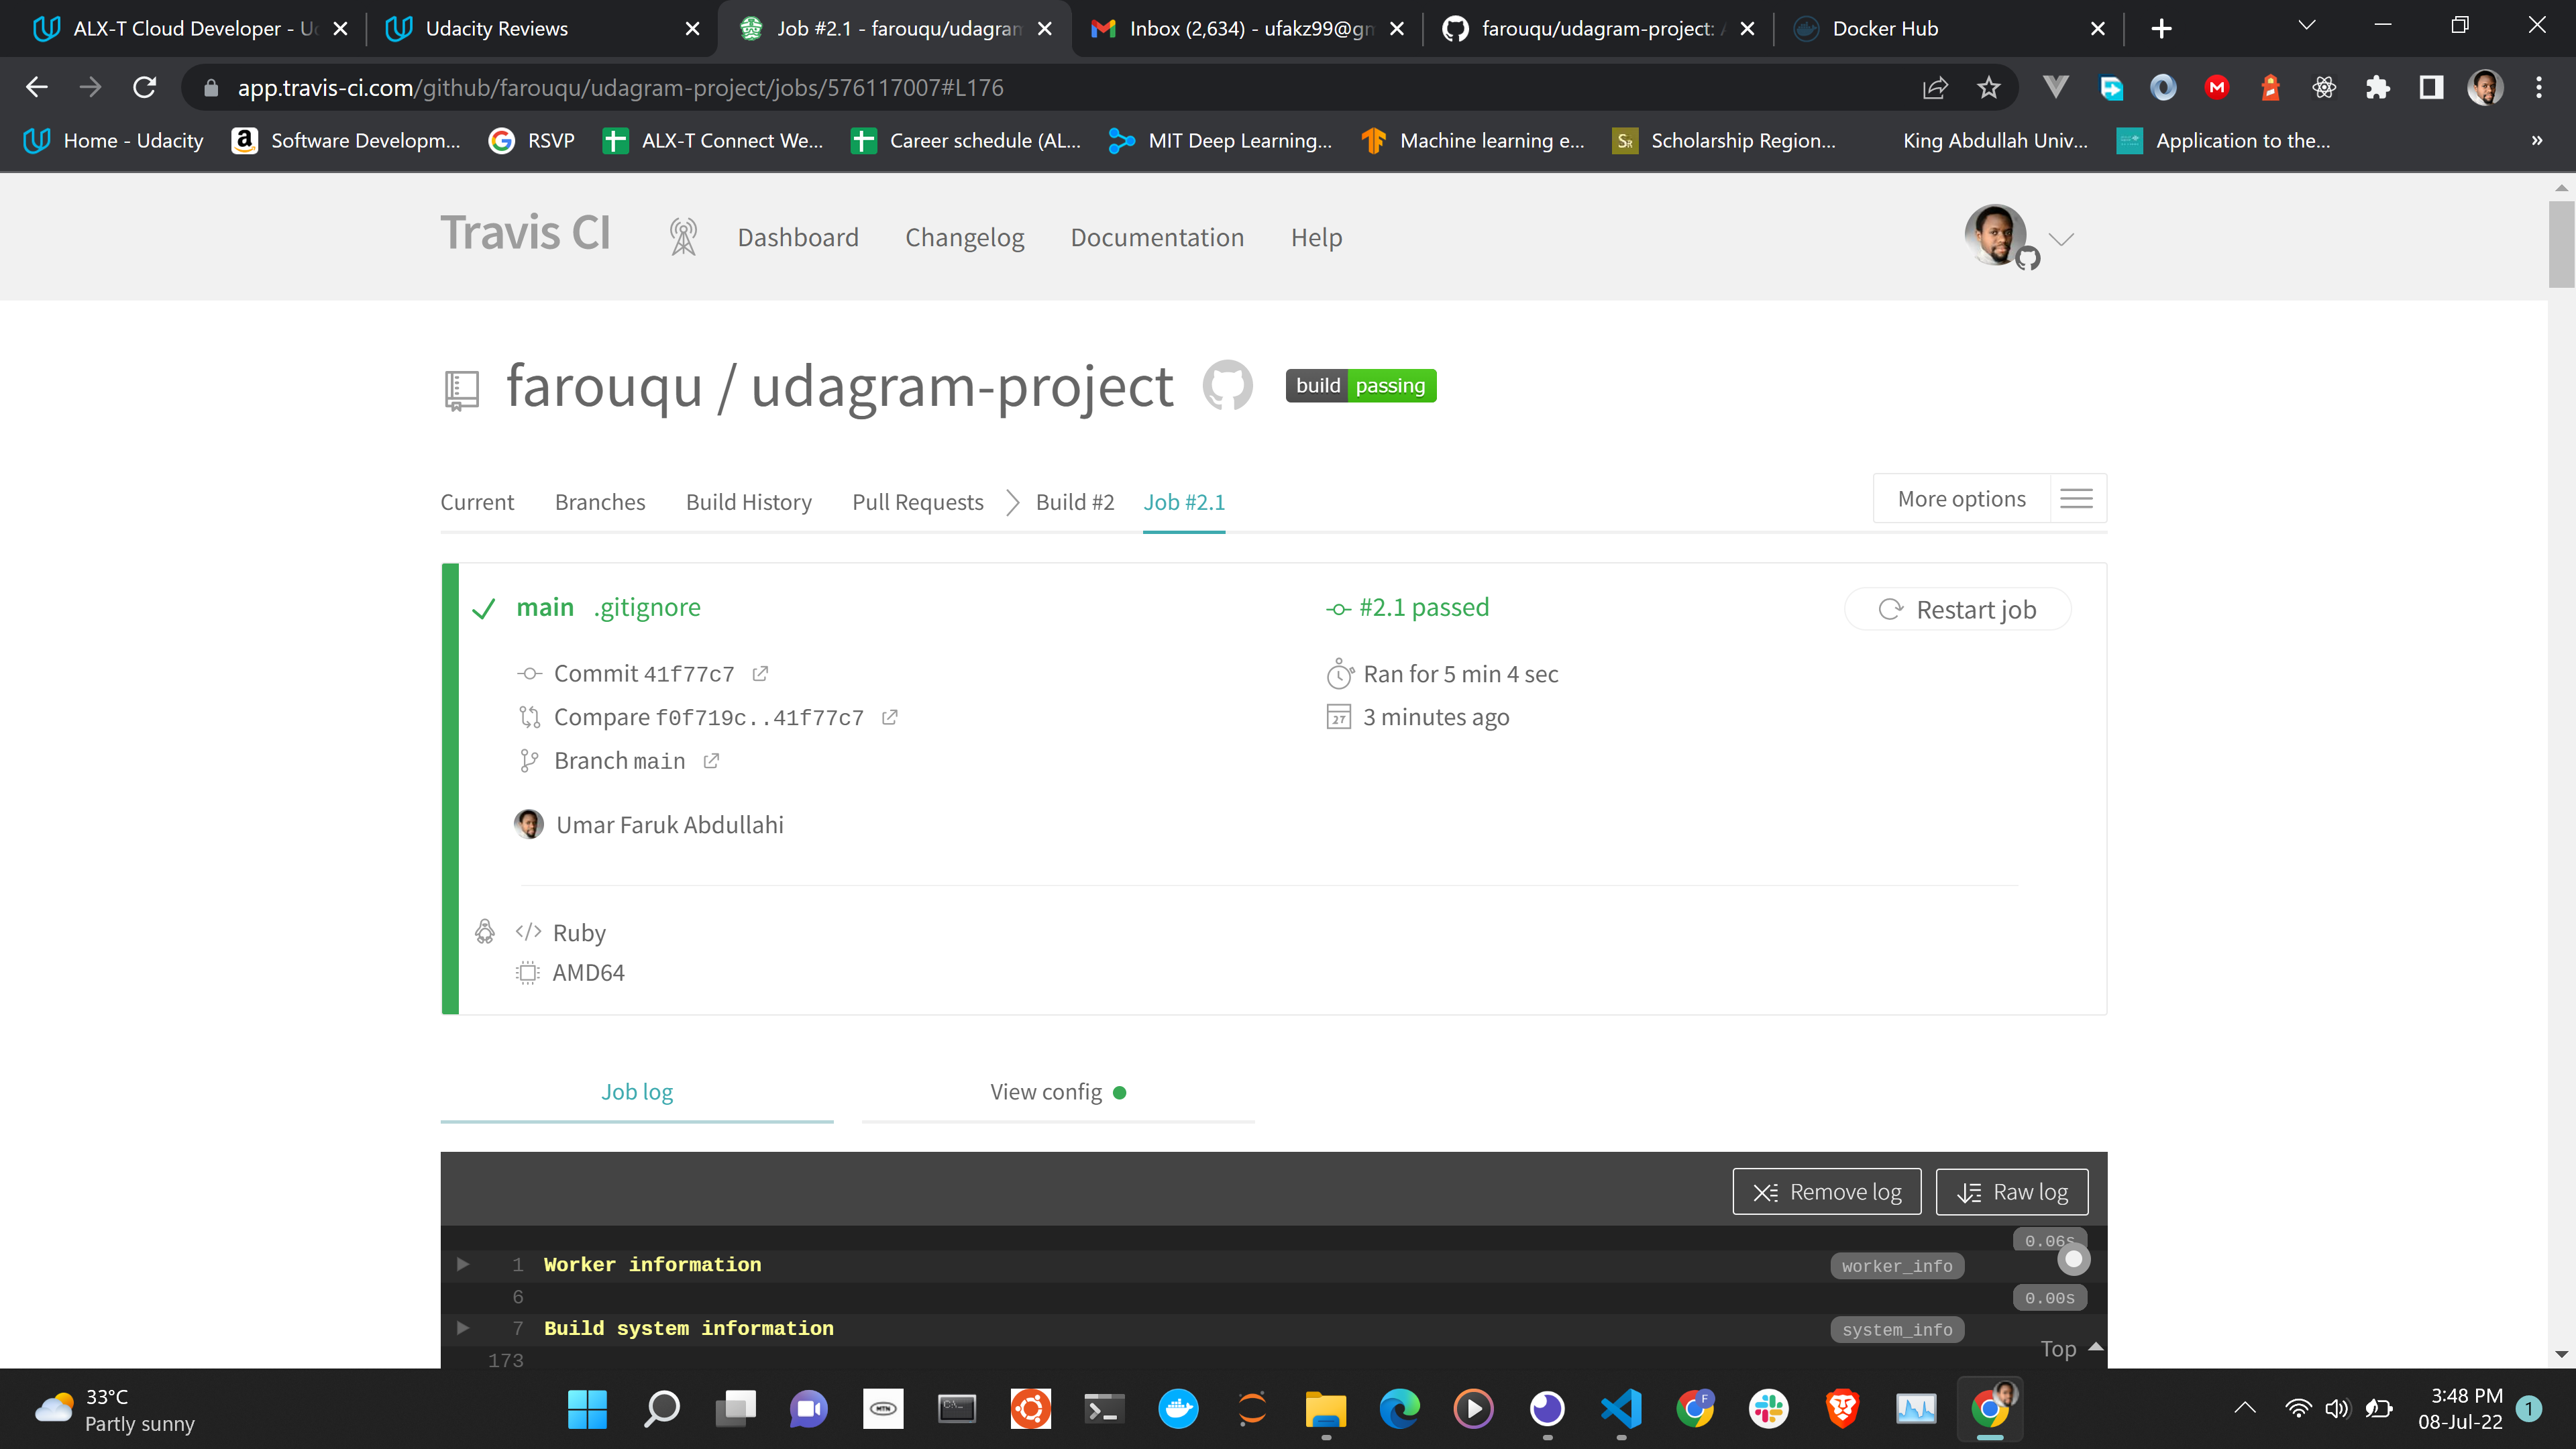 ALX-T Cloud Developer - Ud
Udacity Reviews
Job #2.1 - farouqu/udagram
Inbox (2,634) - ufakz99@gm
farouqu/udagram-project: A
Docker Hub
app.travis-ci.com/github/farouqu/udagram-project/jobs/576117007#L176
Home - Udacity
Software Developm...
RSVP
ALX-T Connect We...
Career schedule (AL...
MIT Deep Learning...
Machine learning e...
Scholarship Region...
King Abdullah Univ...
Application to the...
»
Travis CI
Dashboard
Changelog
Documentation
Help
farouqu / udagram-project
build passing
Current
Branches
Build History
Pull Requests
Build #2
Job #2.1
More options
main .gitignore
#2.1 passed
Restart job
Commit 41f77c7
Ran for 5 min 4 sec
Compare f0f719c..41f77c7
3 minutes ago
Branch main
Umar Faruk Abdullahi
Ruby
AMD64
Job log
View config
Remove log
Raw log
0.06s
1 Worker information
worker_info
6
0.00s
7 Build system information
system_info
173
Top
33°C
Partly sunny
3:48 PM
08-Jul-22
1